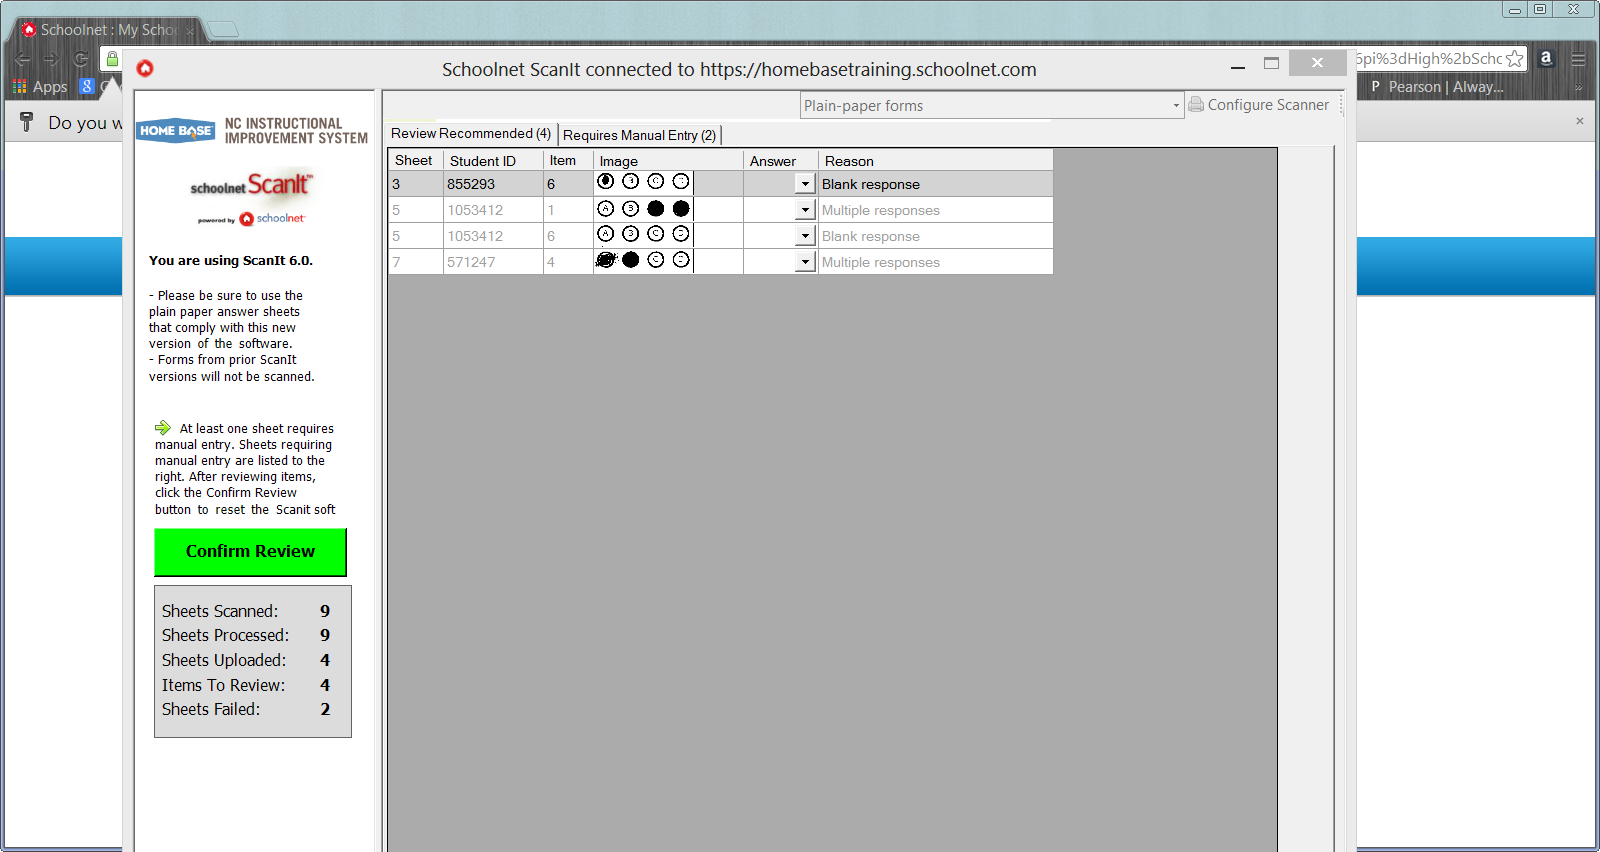 Schoolnet : My Schoo
6pi%3dHigh%2bScho
Apps
Pearson | Alway...
Do you w
Schoolnet ScanIt connected to https://homebasetraining.schoolnet.com
HOME BASE
NC INSTRUCTIONAL
IMPROVEMENT SYSTEM
schoolnet ScanIt
powered by schoolnet
You are using ScanIt 6.0.
- Please be sure to use the
plain paper answer sheets
that comply with this new
version of the software.
- Forms from prior ScanIt
versions will not be scanned.
At least one sheet requires
manual entry. Sheets requiring
manual entry are listed to the
right. After reviewing items,
click the Confirm Review
button to reset the Scanit soft
Confirm Review
Sheets Scanned: 9
Sheets Processed: 9
Sheets Uploaded: 4
Items To Review: 4
Sheets Failed: 2
Plain-paper forms
Configure Scanner
Review Recommended (4) Requires Manual Entry (2)
Sheet Student ID Item Image Answer Reason
3 855293 6 B C Blank response
5 1053412 1 A B Multiple responses
5 1053412 6 A B C Blank response
7 571247 4 C Multiple responses